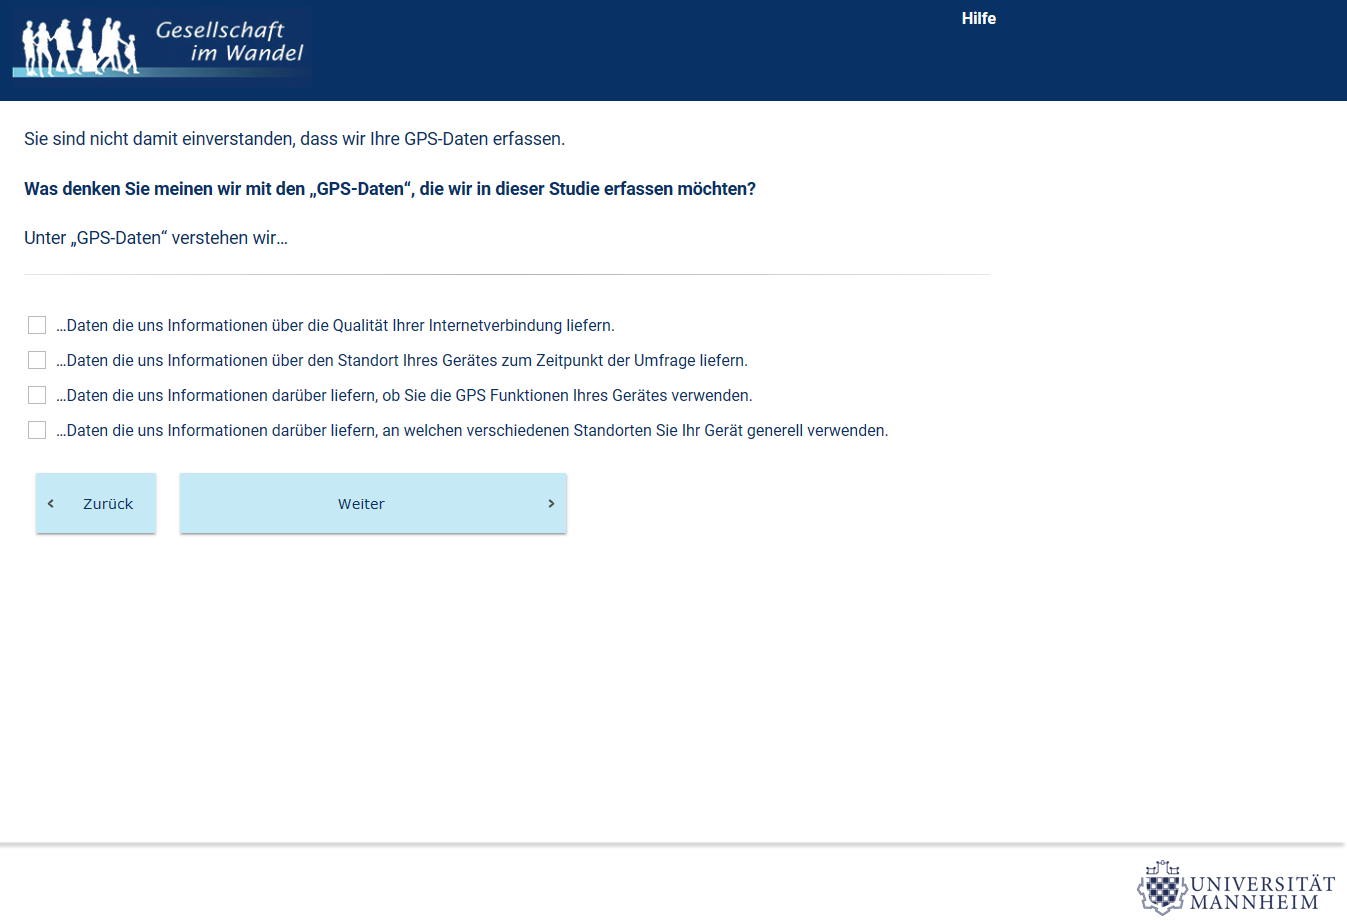 Gesellschaft
im Wandel
Hilfe
Sie sind nicht damit einverstanden, dass wir Ihre GPS-Daten erfassen.
Was denken Sie meinen wir mit den „GPS-Daten“, die wir in dieser Studie erfassen möchten?
Unter „GPS-Daten“ verstehen wir…
…Daten die uns Informationen über die Qualität Ihrer Internetverbindung liefern.
…Daten die uns Informationen über den Standort Ihres Gerätes zum Zeitpunkt der Umfrage liefern.
…Daten die uns Informationen darüber liefern, ob Sie die GPS Funktionen Ihres Gerätes verwenden.
…Daten die uns Informationen darüber liefern, an welchen verschiedenen Standorten Sie Ihr Gerät generell verwenden.
Zurück
Weiter
UNIVERSITÄT
MANNHEIM